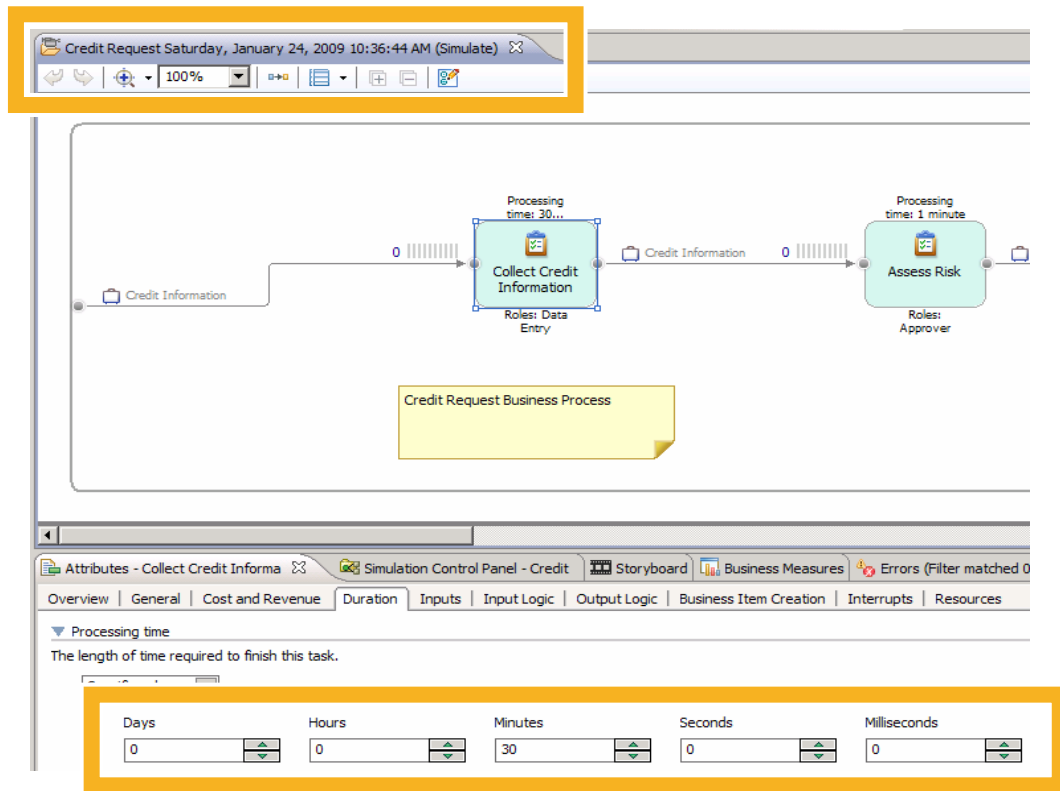 Credit Request Saturday, January 24, 2009 10:36:44 AM (Simulate)
100%
Processing
time: 30...
Processing
time: 1 minute
0
Credit Information
0
Collect Credit
Information
Assess Risk
Credit Information
Roles: Data
Entry
Roles:
Approver
Credit Request Business Process
Attributes - Collect Credit Informa
Simulation Control Panel - Credit
Storyboard
Business Measures
Errors (Filter matched 0
Overview | General | Cost and Revenue | Duration | Inputs | Input Logic | Output Logic | Business Item Creation | Interrupts | Resources
Processing time
The length of time required to finish this task.
Days Hours Minutes Seconds Milliseconds
0 0 30 0 0